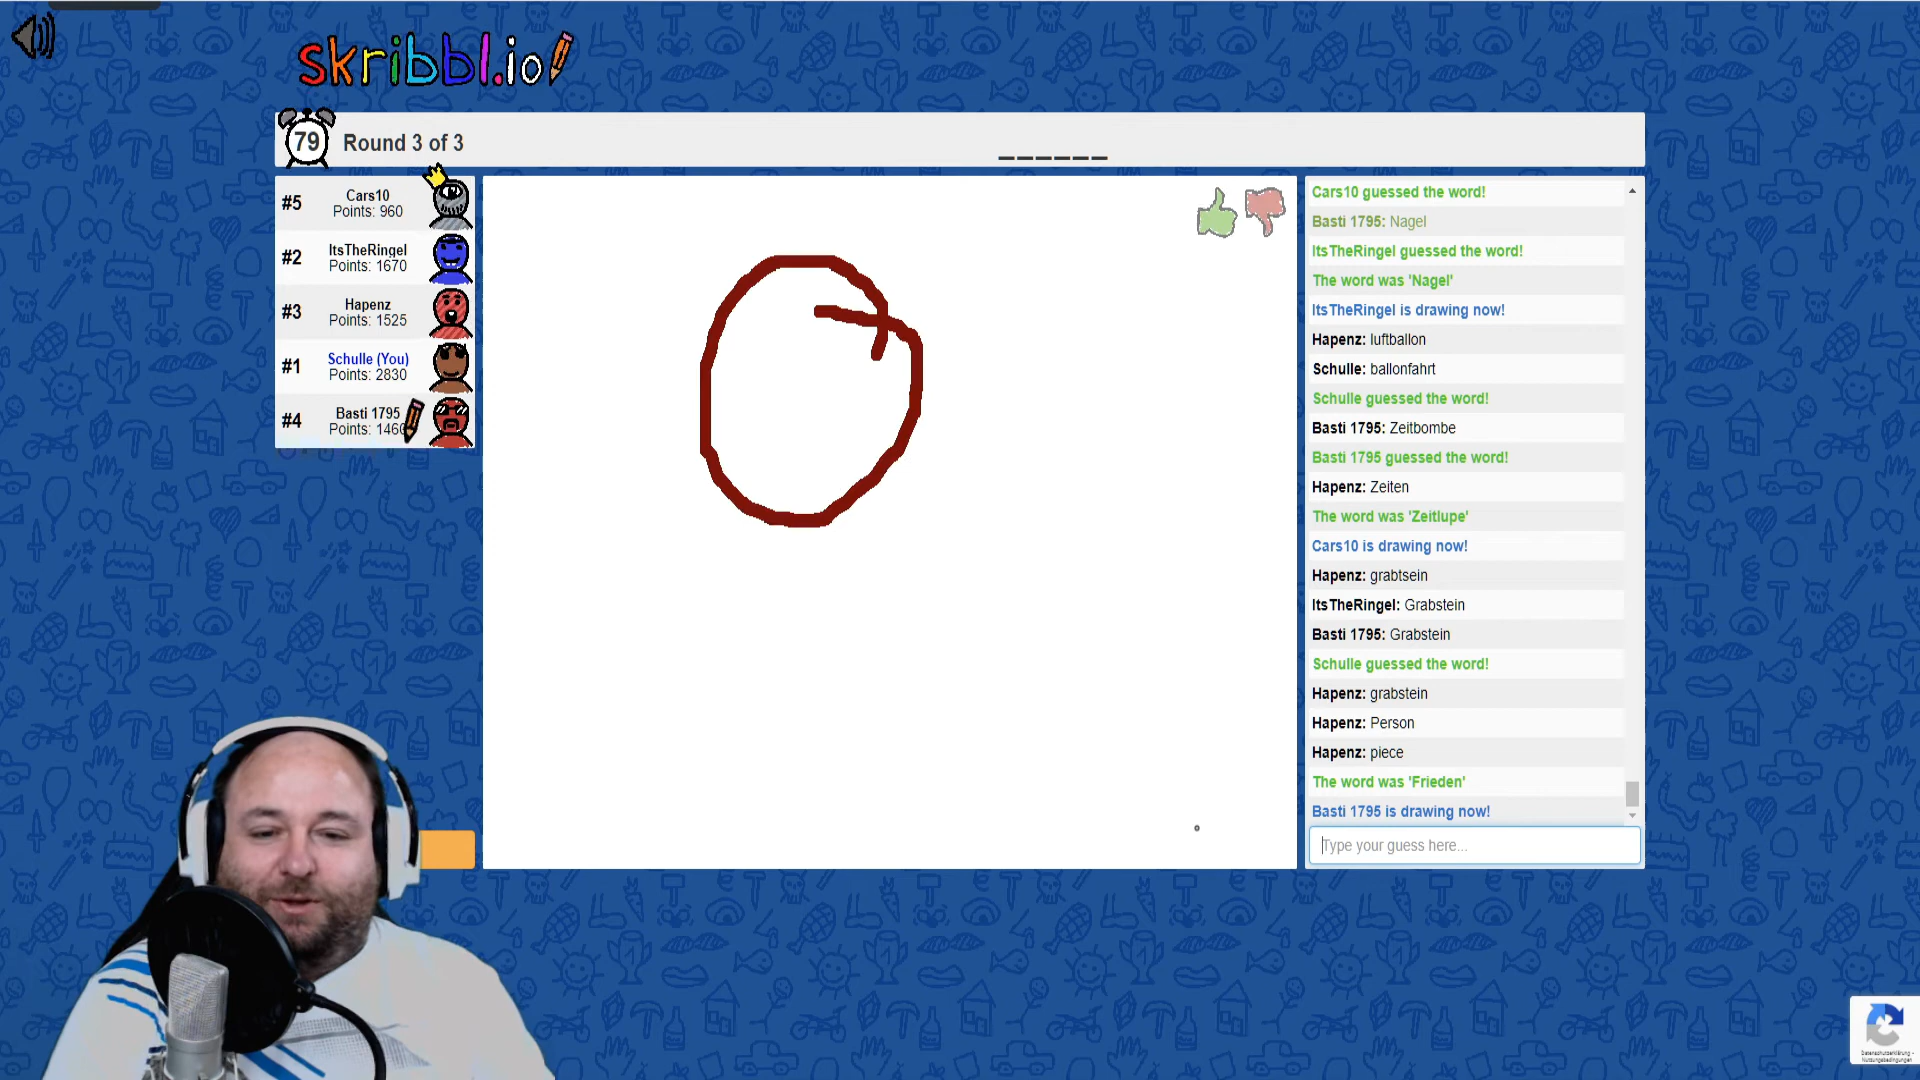 skribbl.io
79
Round 3 of 3
______
#5
Cars10
Points: 960
#2
ItsTheRingel
Points: 1670
#3
Hapenz
Points: 1525
#1
Schulle (You)
Points: 2830
#4
Basti 1795
Points: 1460
Cars10 guessed the word!
Basti 1795: Nagel
ItsTheRingel guessed the word!
The word was 'Nagel'
ItsTheRingel is drawing now!
Hapenz: luftballon
Schulle: ballonfahrt
Schulle guessed the word!
Basti 1795: Zeitbombe
Basti 1795 guessed the word!
Hapenz: Zeiten
The word was 'Zeitlupe'
Cars10 is drawing now!
Hapenz: grabtsein
ItsTheRingel: Grabstein
Basti 1795: Grabstein
Schulle guessed the word!
Hapenz: grabstein
Hapenz: Person
Hapenz: piece
The word was 'Frieden'
Basti 1795 is drawing now!
Type your guess here...
Datenschutzerklärung -
Nutzungsbedingungen